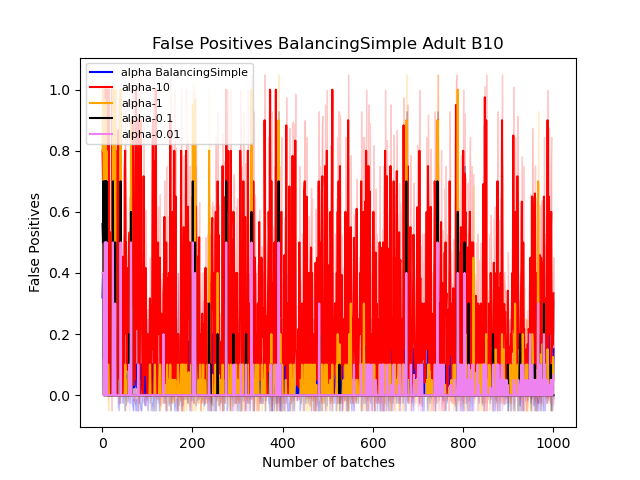 False Positives BalancingSimple Adult B10
alpha BalancingSimple
alpha-10
alpha-1
alpha-0.1
alpha-0.01
1.0
0.8
0.6
0.4
0.2
0.0
False Positives
0 200 400 600 800 1000
Number of batches